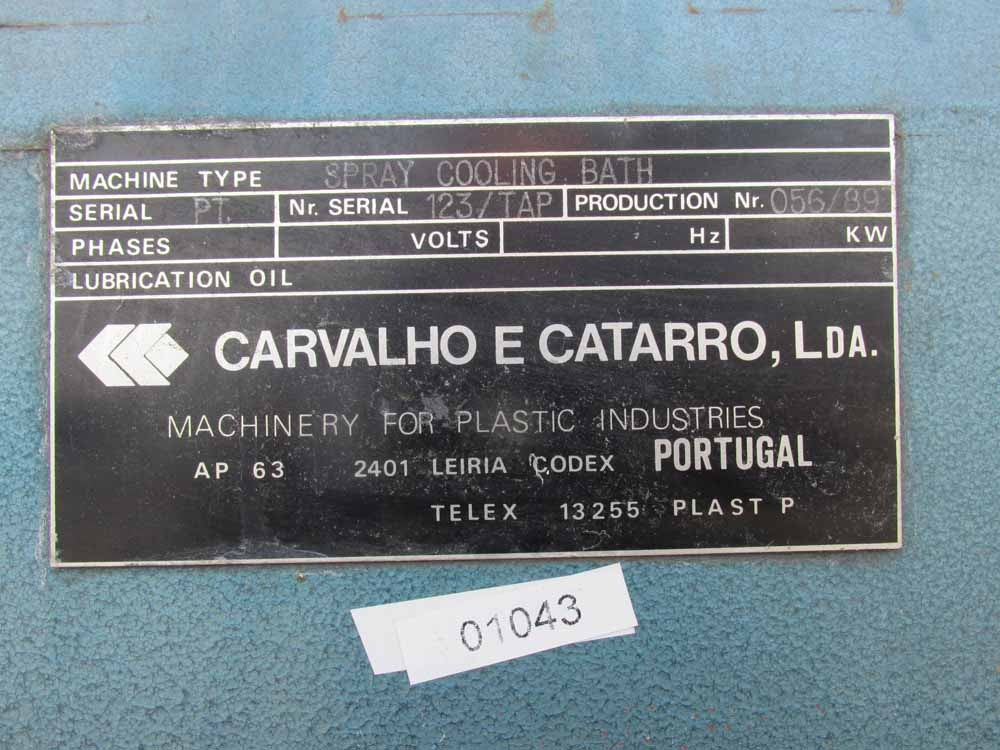 MACHINE TYPE SPRAY COOLING BATH
SERIAL PT. Nr. SERIAL 123/TAP PRODUCTION Nr. 056/89
PHASES VOLTS Hz KW
LUBRICATION OIL
CARVALHO E CATARRO, LDA.
MACHINERY FOR PLASTIC INDUSTRIES
AP 63 2401 LEIRIA CODEX PORTUGAL
TELEX 13255 PLAST P
01043